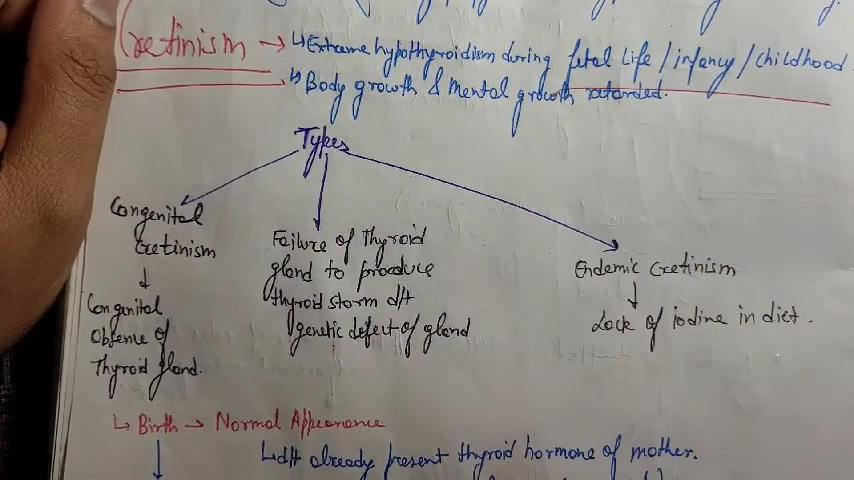 Cretinism → ↳ Extreme hypothyroidism during fetal life / infancy / childhood.
↳ Body growth & Mental growth retarded.
Types
Congenital
Cretinism
↓
Congenital
Obsence of
Thyroid gland.
Failure of Thyroid
gland to produce
thyroid storm d/t
genetic defect of gland
Endemic Cretinism
↓
Lack of iodine in diet.
↳ Birth → Normal Appearance
↳ d/t already present thyroid hormone of mother.